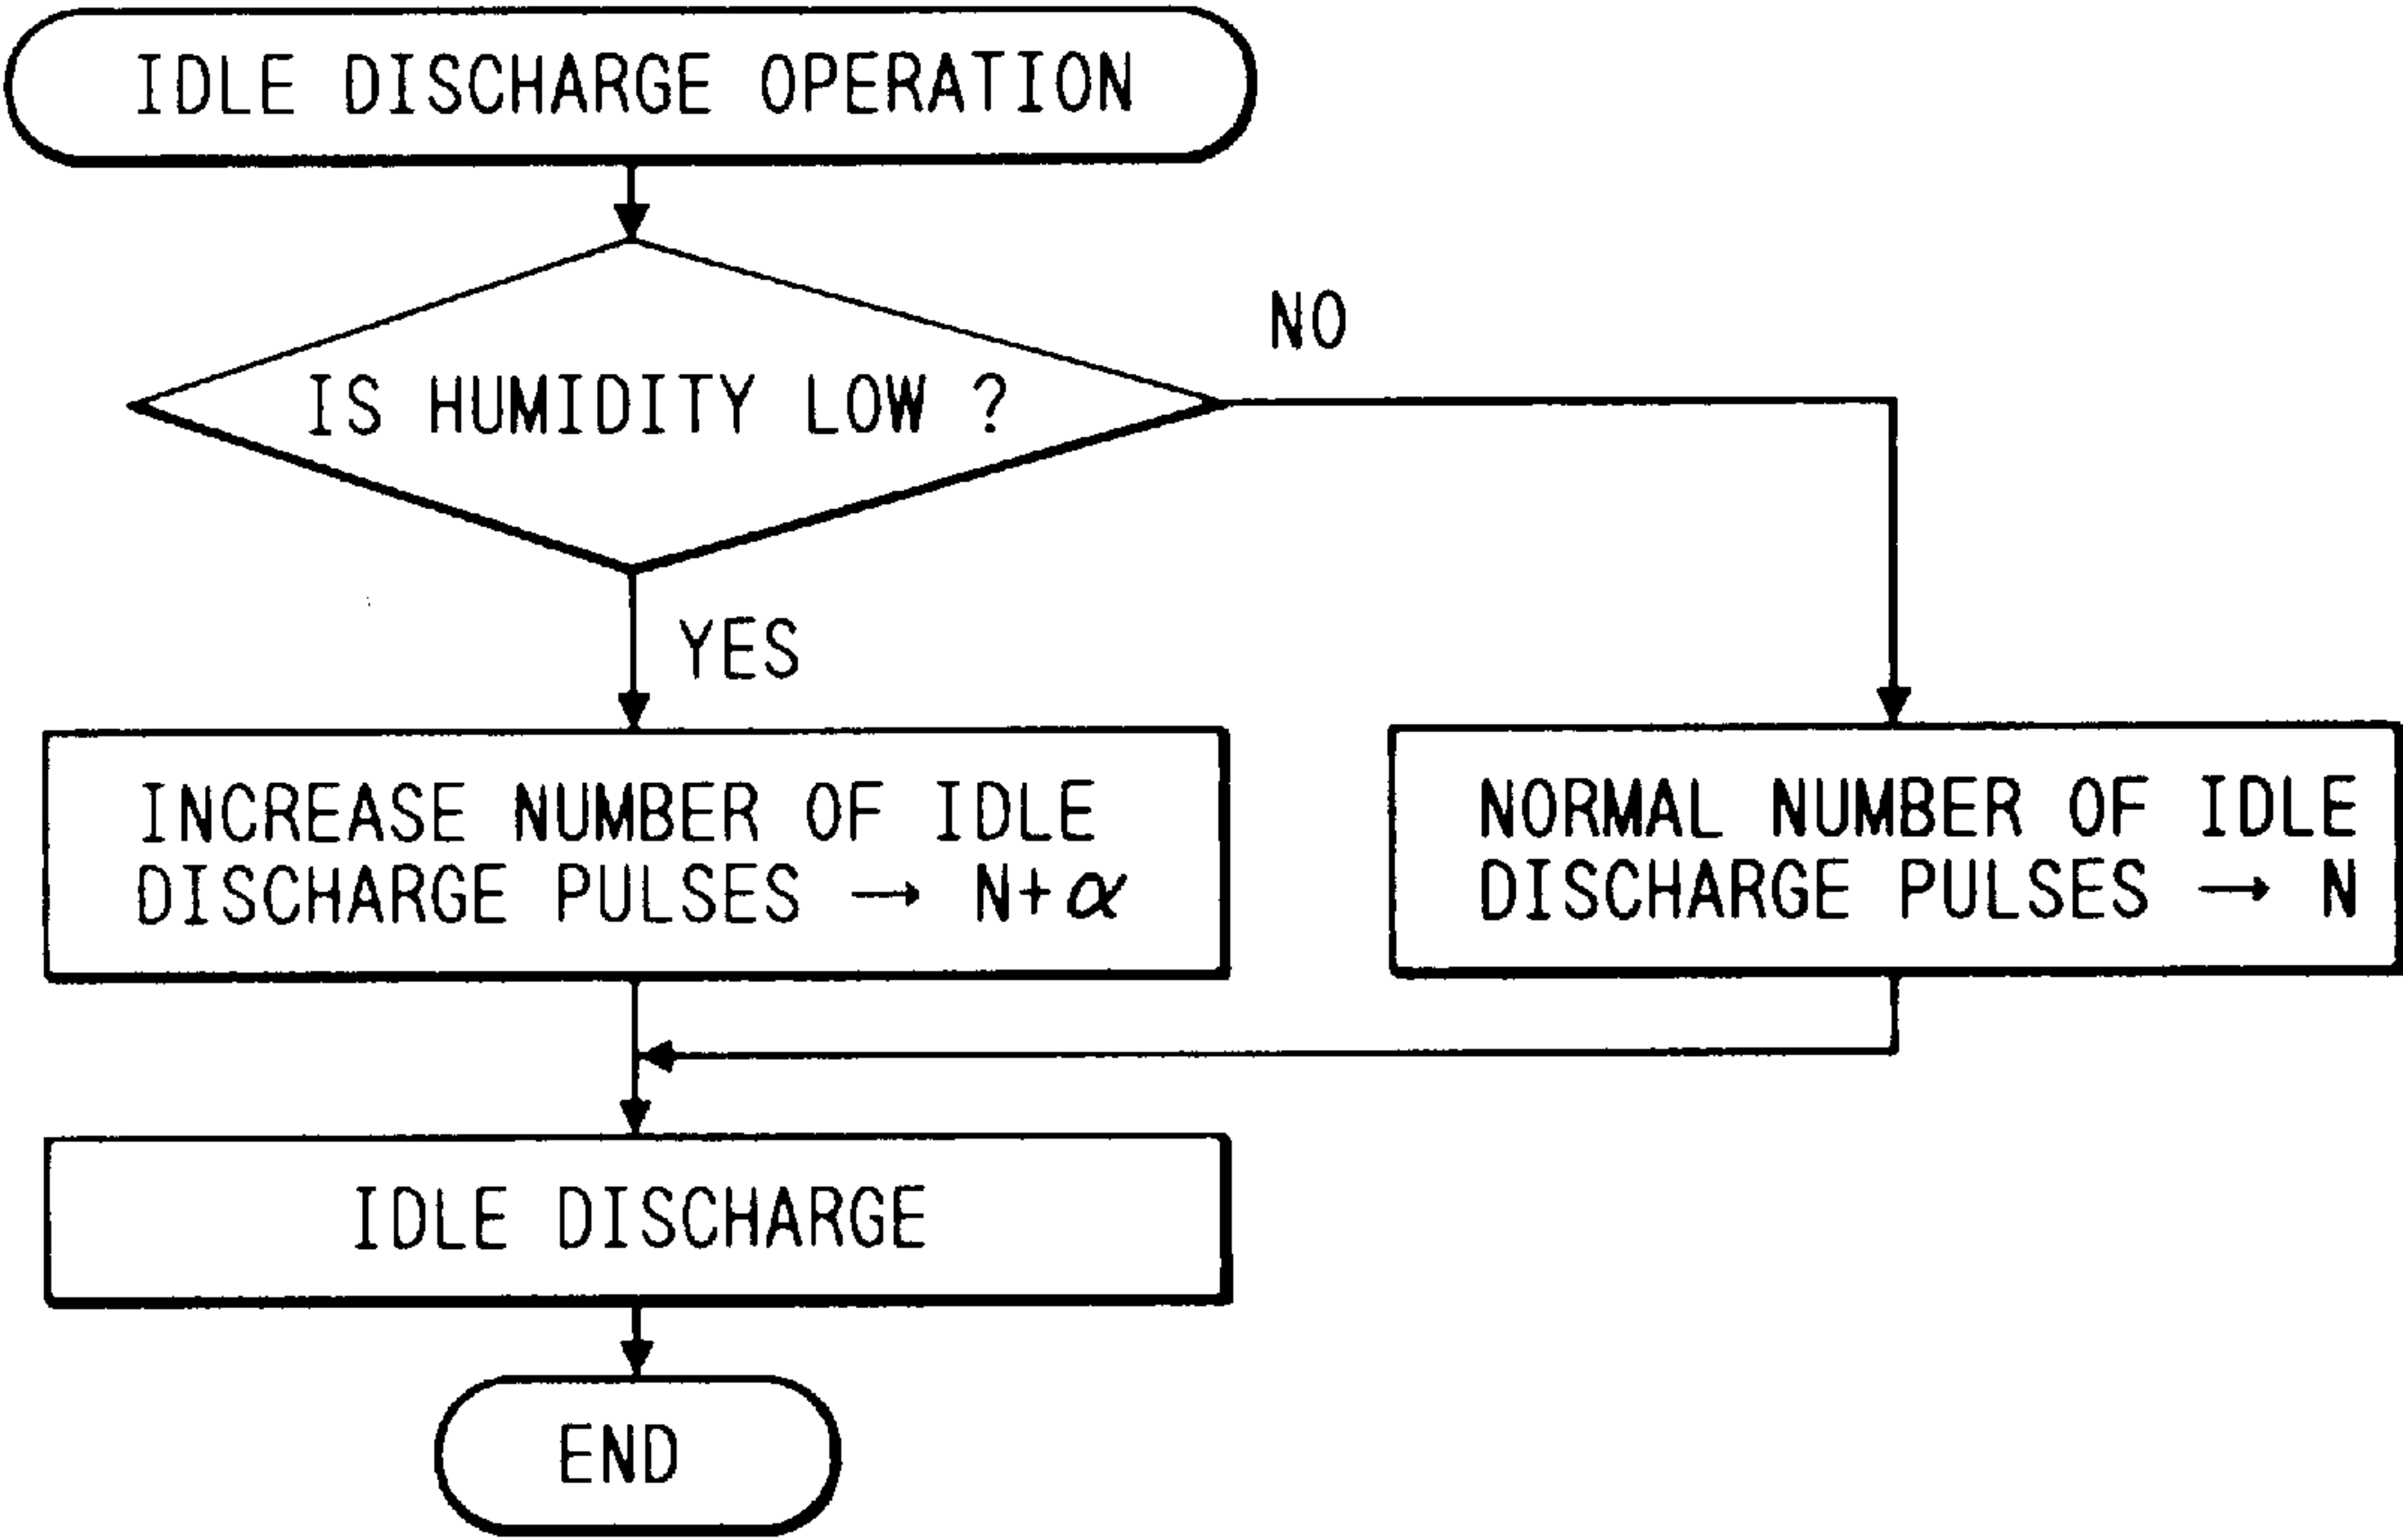 IDLE DISCHARGE OPERATION
IS HUMIDITY LOW ?
NO
YES
INCREASE NUMBER OF IDLE
DISCHARGE PULSES → N+α
NORMAL NUMBER OF IDLE
DISCHARGE PULSES → N
IDLE DISCHARGE
END